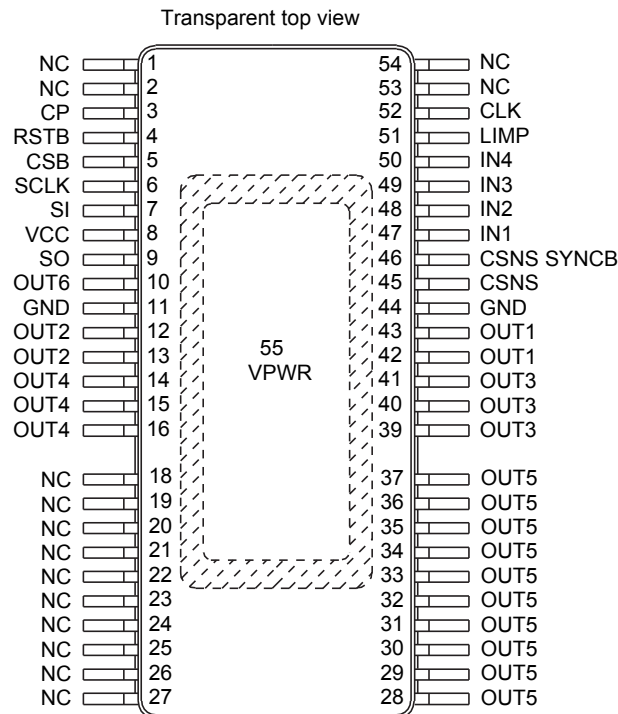 Transparent top view
NC 1 54 NC
NC 2 53 NC
CP 3 52 CLK
RSTB 4 51 LIMP
CSB 5 50 IN4
SCLK 6 49 IN3
SI 7 48 IN2
VCC 8 47 IN1
SO 9 46 CSNS SYNCB
OUT6 10 45 CSNS
GND 11 44 GND
OUT2 12 43 OUT1
OUT2 13 42 OUT1
OUT4 14 41 OUT3
OUT4 15 40 OUT3
OUT4 16 39 OUT3
55
VPWR
NC 18 37 OUT5
NC 19 36 OUT5
NC 20 35 OUT5
NC 21 34 OUT5
NC 22 33 OUT5
NC 23 32 OUT5
NC 24 31 OUT5
NC 25 30 OUT5
NC 26 29 OUT5
NC 27 28 OUT5